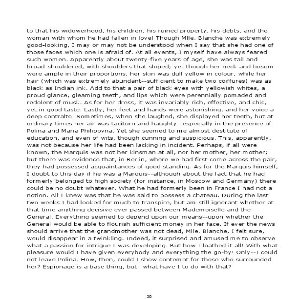 to that his widowerhood, his children, his ruined property, his debts, and the
woman with whom he had fallen in love! Though Mlle. Blanche was extremely
good-looking, I may or may not be understood when I say that she had one of
those faces which one is afraid of. At all events, I myself have always feared
such women. Apparently about twenty-five years of age, she was tall and
broad-shouldered, with shoulders that sloped; yet though her neck and bosom
were ample in their proportions, her skin was dull yellow in colour, while her
hair (which was extremely abundant—sufficient to make two coiffures) was as
black as Indian ink. Add to that a pair of black eyes with yellowish whites, a
proud glance, gleaming teeth, and lips which were perennially pomaded and
redolent of musk. As for her dress, it was invariably rich, effective, and chic,
yet in good taste. Lastly, her feet and hands were astonishing, and her voice a
deep contralto. Sometimes, when she laughed, she displayed her teeth, but at
ordinary times her air was taciturn and haughty—especially in the presence of
Polina and Maria Philipovna. Yet she seemed to me almost destitute of
education, and even of wits, though cunning and suspicious. This, apparently,
was not because her life had been lacking in incident. Perhaps, if all were
known, the Marquis was not her kinsman at all, nor her mother, her mother;
but there was evidence that, in Berlin, where we had first come across the pair,
they had possessed acquaintances of good standing. As for the Marquis himself,
I doubt to this day if he was a Marquis—although about the fact that he had
formerly belonged to high society (for instance, in Moscow and Germany) there
could be no doubt whatever. What he had formerly been in France I had not a
notion. All I knew was that he was said to possess a chateau. During the last
two weeks I had looked for much to transpire, but am still ignorant whether at
that time anything decisive ever passed between Mademoiselle and the
General. Everything seemed to depend upon our means—upon whether the
General would be able to flourish sufficient money in her face. If ever the news
should arrive that the grandmother was not dead, Mlle. Blanche, I felt sure,
would disappear in a twinkling. Indeed, it surprised and amused me to observe
what a passion for intrigue I was developing. But how I loathed it all! With what
pleasure would I have given everybody and everything the go-by! Only—I could
not leave Polina. How, then, could I show contempt for those who surrounded
her? Espionage is a base thing, but—what have I to do with that?